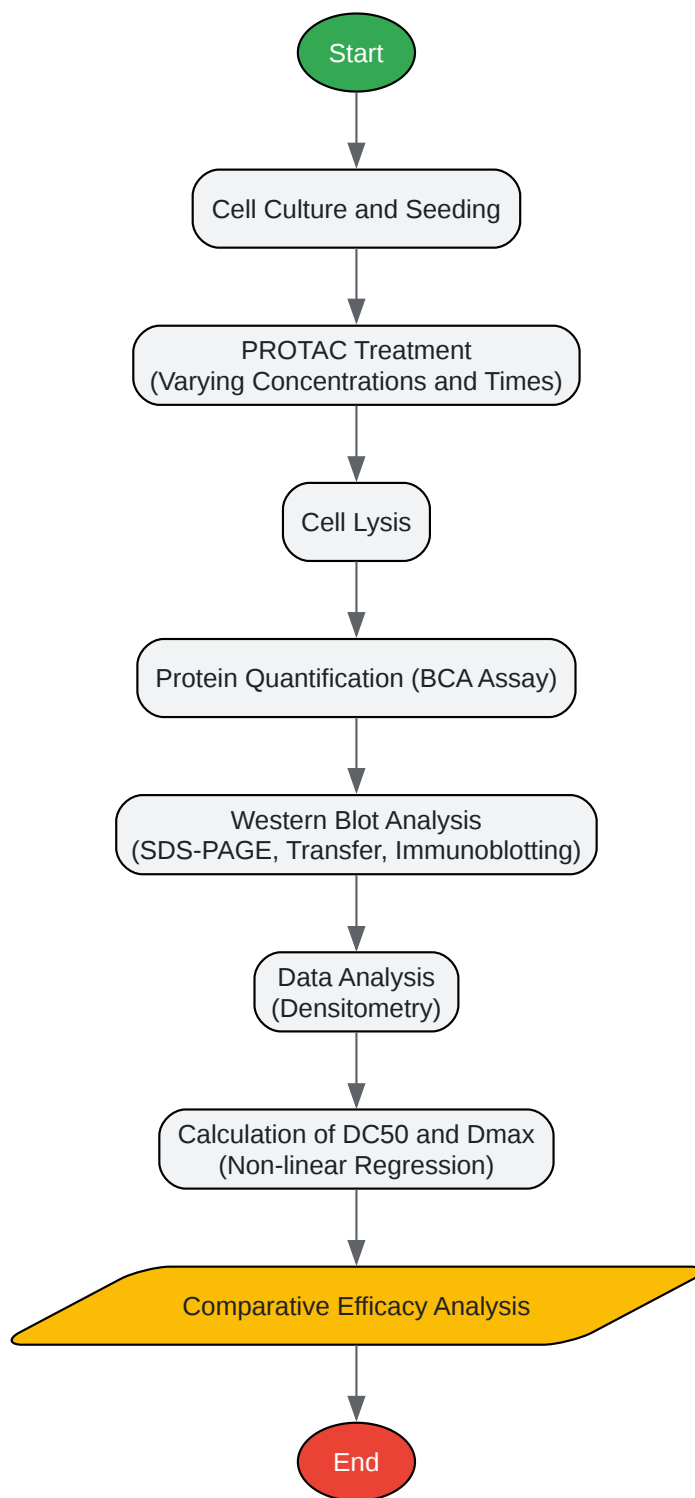 Start
Cell Culture and Seeding
PROTAC Treatment
(Varying Concentrations and Times)
Cell Lysis
Protein Quantification (BCA Assay)
Western Blot Analysis
(SDS-PAGE, Transfer, Immunoblotting)
Data Analysis
(Densitometry)
Calculation of DC50 and Dmax
(Non-linear Regression)
Comparative Efficacy Analysis
End